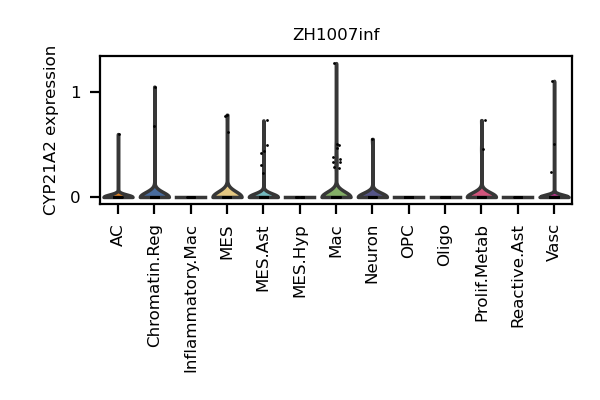 ZH1007inf
CYP21A2 expression
1
0
AC
Chromatin.Reg
Inflammatory.Mac
MES
MES.Ast
MES.Hyp
Mac
Neuron
OPC
Oligo
Prolif.Metab
Reactive.Ast
Vasc